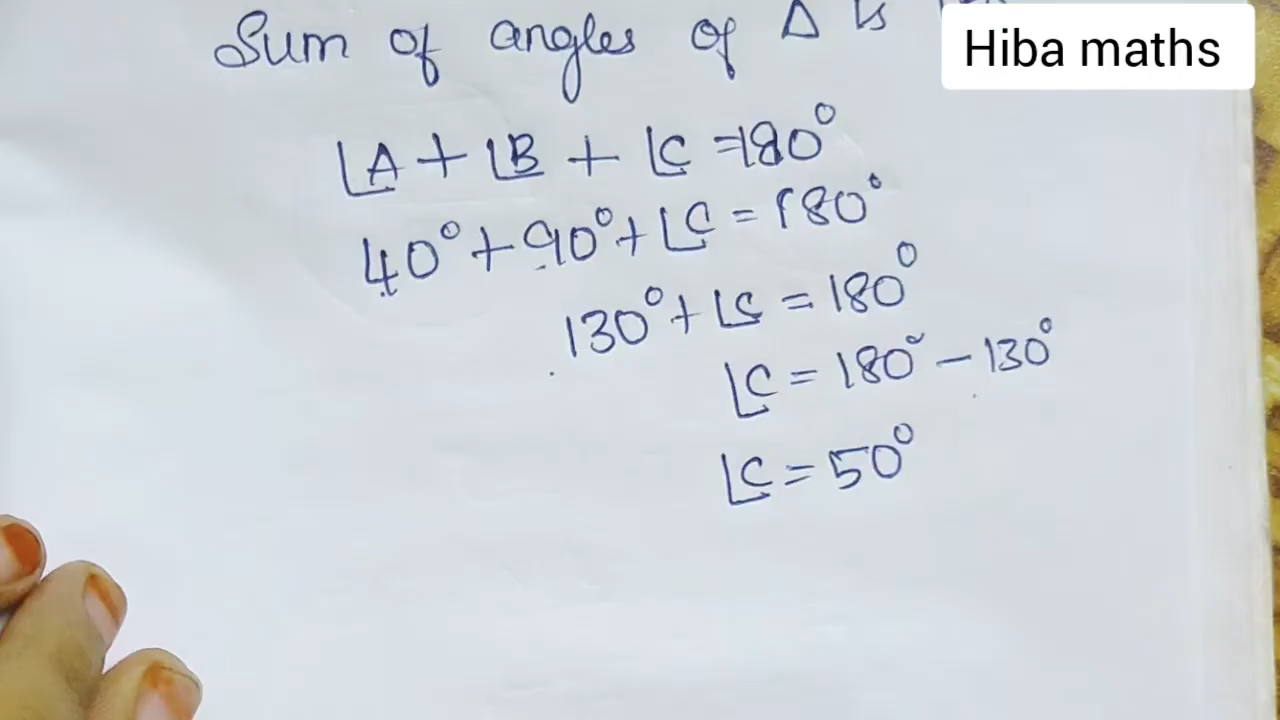 Sum of angles of Δ is
Hiba maths
∟A + ∟B + ∟C = 180°
40° + 90° + ∟C = 180°
130° + ∟C = 180°
∟C = 180° - 130°
∟C = 50°